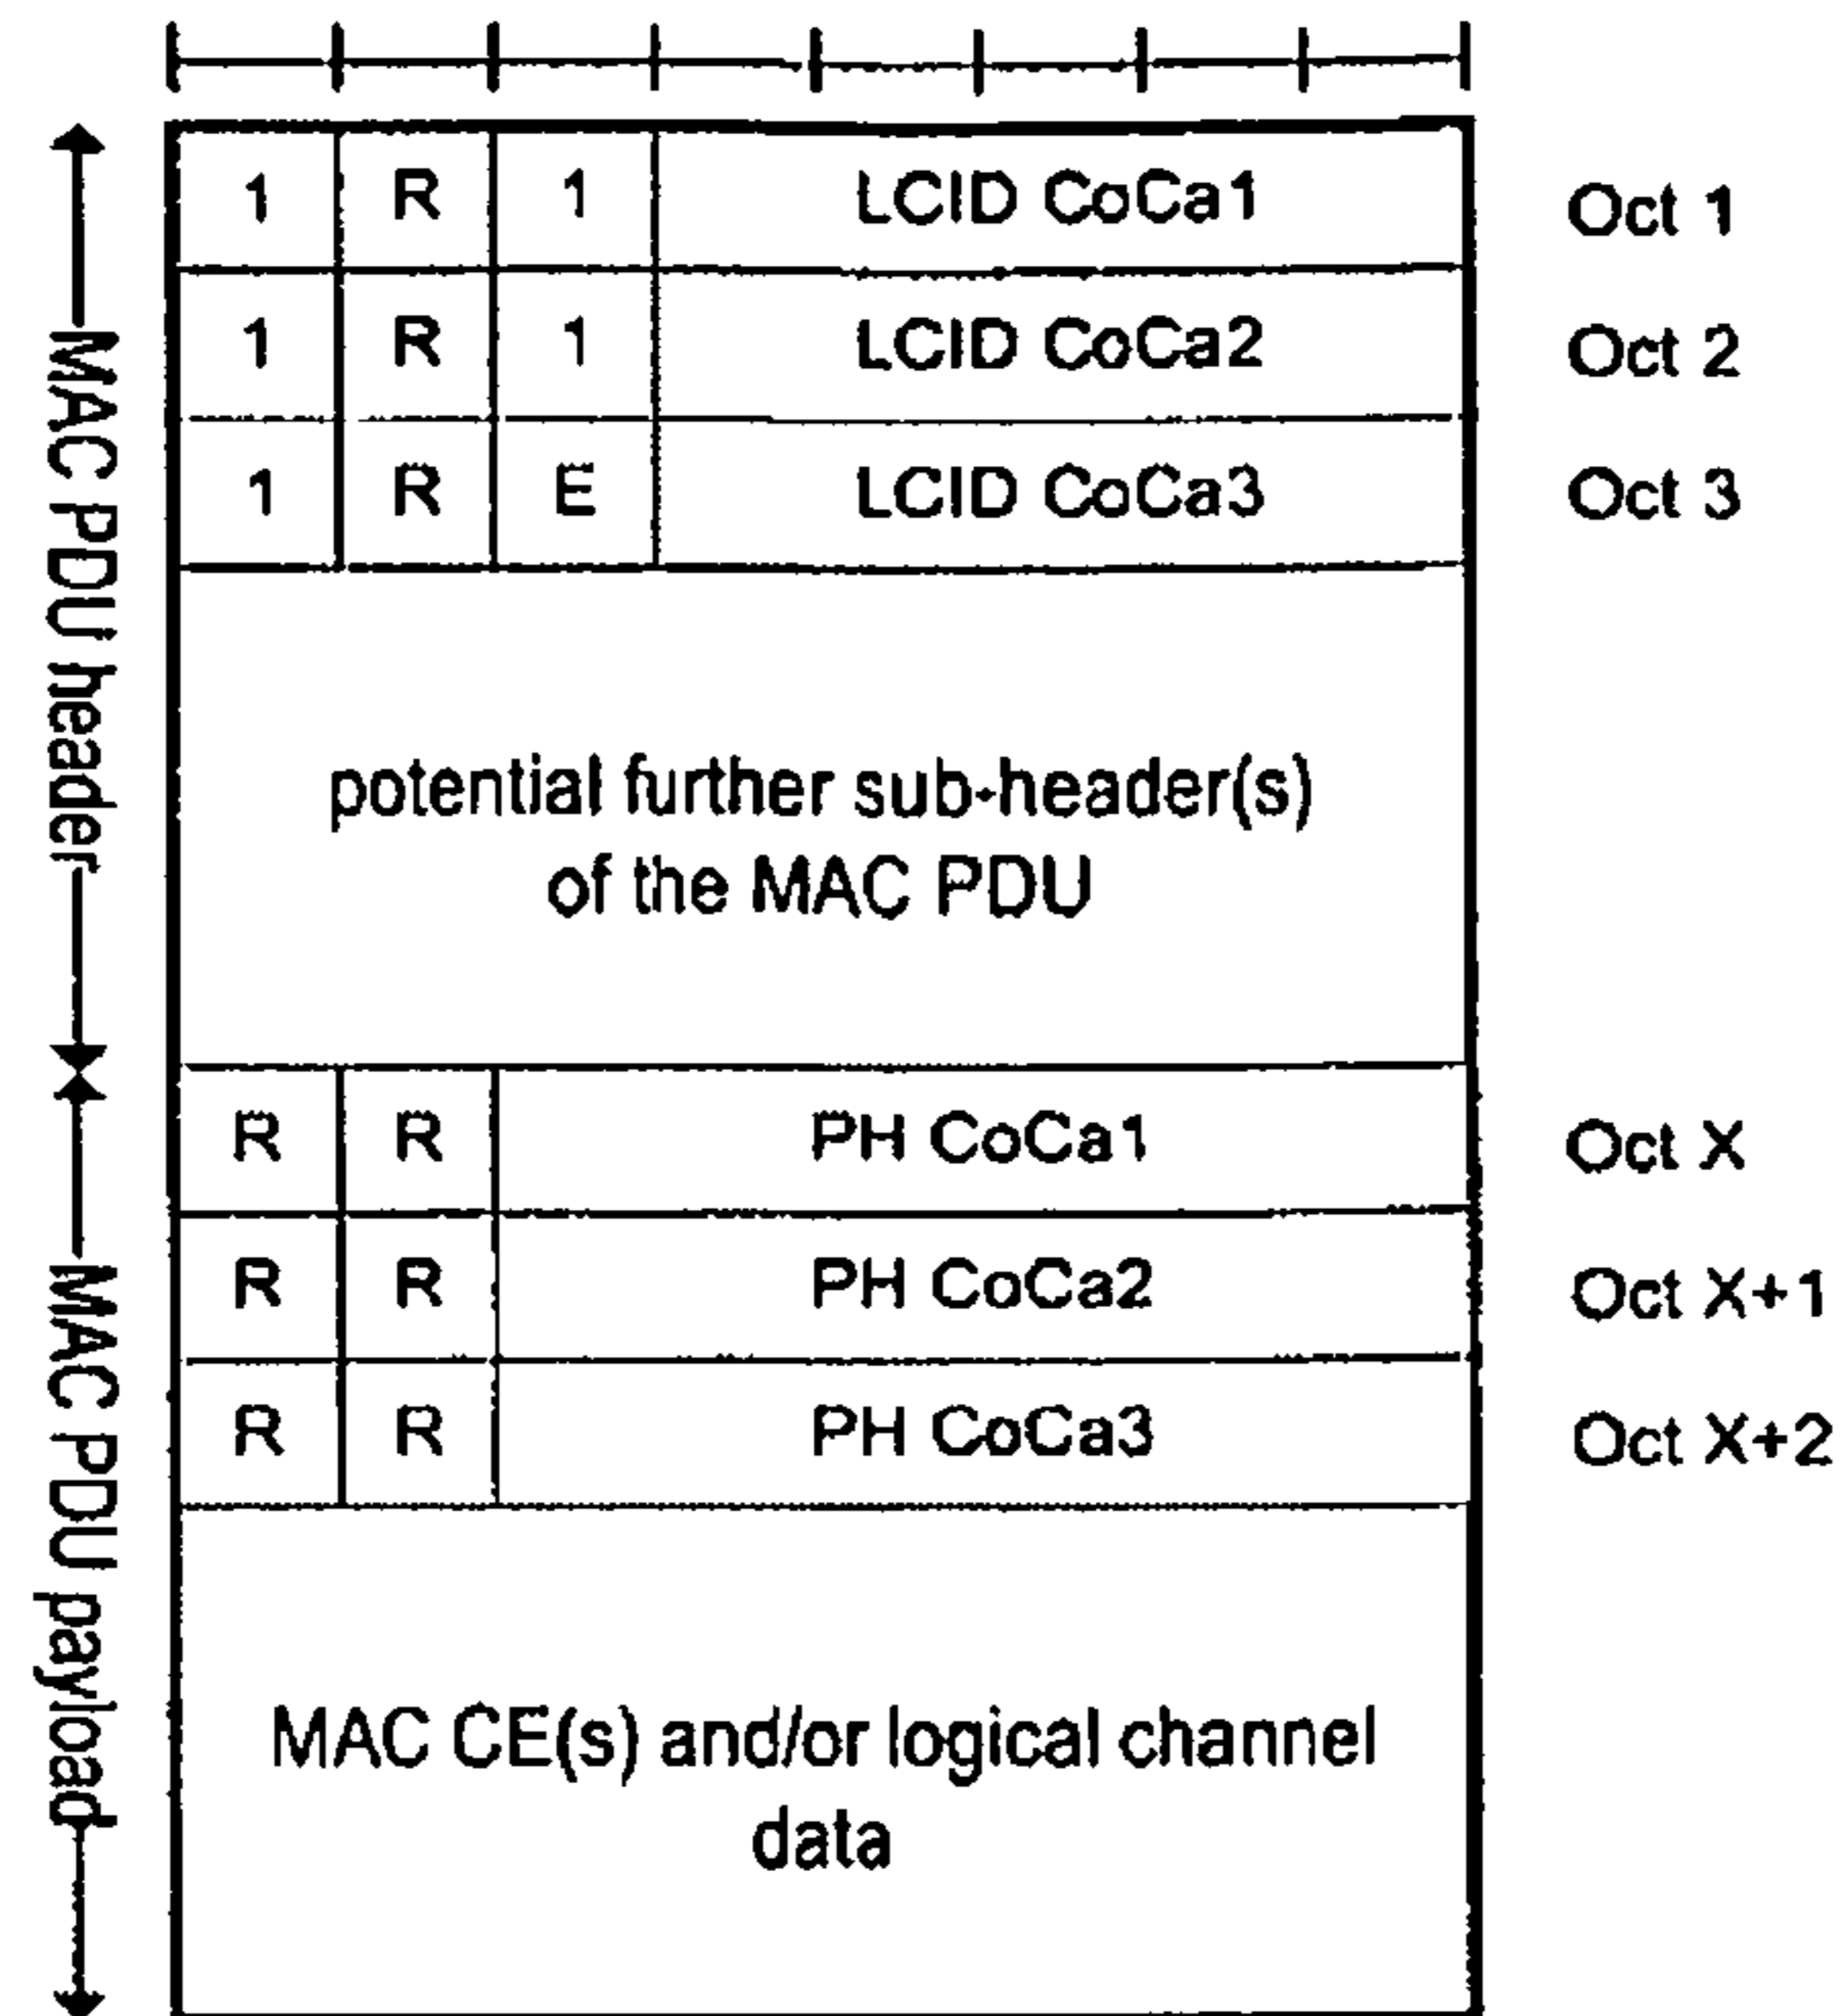 1 R 1 LCID CoCa1 Oct 1
1 R 1 LCID CoCa2 Oct 2
1 R E LCID CoCa3 Oct 3
MAC PDU header
potential further sub-header(s)
of the MAC PDU
R R PH CoCa1 Oct X
R R PH CoCa2 Oct X+1
R R PH CoCa3 Oct X+2
MAC PDU payload
MAC CE(s) and/or logical channel
data